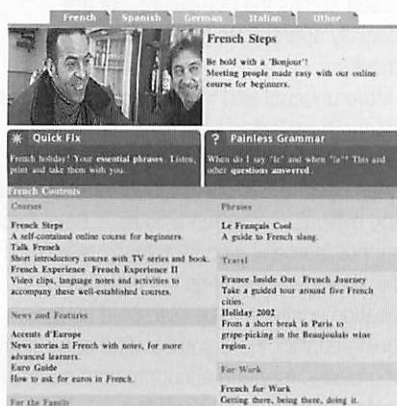 French
Spanish
German
Italian
Other
French Steps
Be bold with a 'Bonjour'!
Meeting people made easy with our online
course for beginners.
Quick Fix
French holiday? Your essential phrases. Listen,
print and take them with you.
? Painless Grammar
When do I say "le" and when "la"? This and
other questions answered.
French Contents
Courses
French Steps
A self-contained online course for beginners.
Talk French
Short introductory course with TV series and book.
French Experience French Experience II
Video clips, language notes and activities to
accompany these well-established courses.
News and Features
Accents d'Europe
News stories in French with notes, for more
advanced learners.
Euro Guide
How to ask for euros in French.
For the Family
Phrases
Le Français Cool
A guide to French slang.
Travel
France Inside Out French Journey
Take a guided tour around five French
cities.
Holiday 2002
From a short break in Paris to
grape-picking in the Beaujoulais wine
region.
For Work
French for Work
Getting there, being there, doing it.